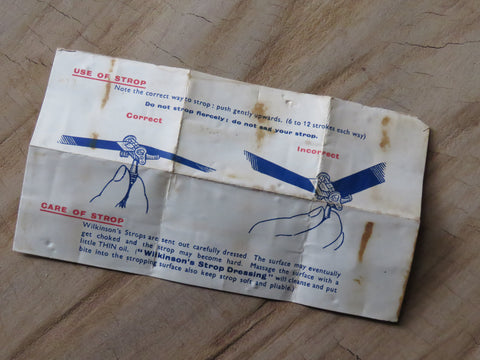 USE OF STROP
Note the correct way to strop : push gently upwards. (6 to 12 strokes each way)
Do not strop fiercely; do not sag your strop.
Correct
Incorrect
CARE OF STROP
Wilkinson's Strops are sent out carefully dressed. The surface may eventually
get choked and the strop may become hard. Massage the surface with a
little THIN oil. ("Wilkinson's Strop Dressing" will cleanse and put
bite into the stropping surface also keep strop soft and pliable.)